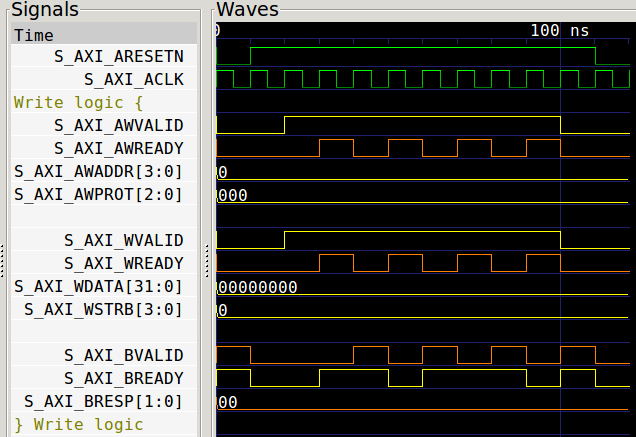 Signals
Waves
Time
100 ns
S_AXI_ARESETN
S_AXI_ACLK
Write logic {
S_AXI_AWVALID
S_AXI_AWREADY
S_AXI_AWADDR[3:0]
0
S_AXI_AWPROT[2:0]
000
S_AXI_WVALID
S_AXI_WREADY
S_AXI_WDATA[31:0]
00000000
S_AXI_WSTRB[3:0]
0
S_AXI_BVALID
S_AXI_BREADY
S_AXI_BRESP[1:0]
00
} Write logic